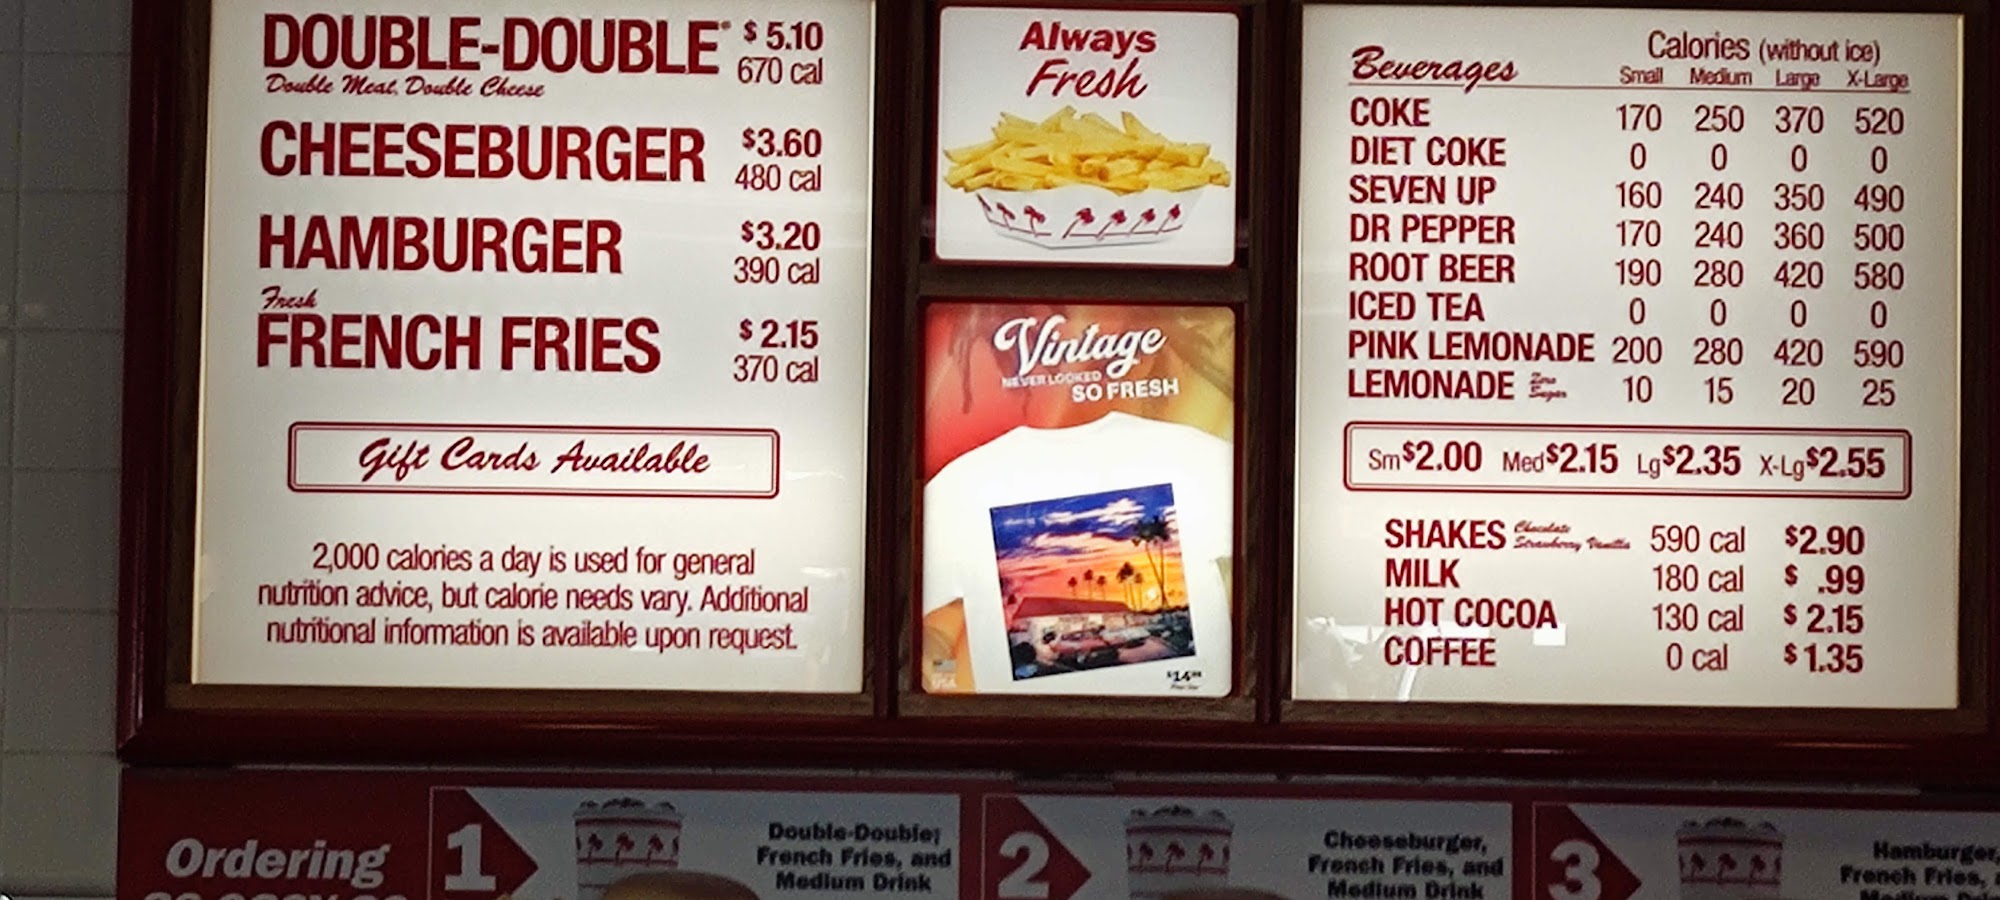 DOUBLE-DOUBLE® $ 5.10
Double Meat, Double Cheese 670 cal
CHEESEBURGER $3.60
480 cal
HAMBURGER $3.20
390 cal
Fresh
FRENCH FRIES $ 2.15
370 cal
Gift Cards Available
2,000 calories a day is used for general
nutrition advice, but calorie needs vary. Additional
nutritional information is available upon request.
Always
Fresh
Vintage
NEVER LOOKED
SO FRESH
USA
$14
Beverages Calories (without ice)
Small Medium Large X-Large
COKE 170 250 370 520
DIET COKE 0 0 0 0
SEVEN UP 160 240 350 490
DR PEPPER 170 240 360 500
ROOT BEER 190 280 420 580
ICED TEA 0 0 0 0
PINK LEMONADE 200 280 420 590
LEMONADE Zero Sugar 10 15 20 25
Sm $2.00 Med $2.15 Lg $2.35 X-Lg $2.55
SHAKES Chocolate Strawberry Vanilla 590 cal $2.90
MILK 180 cal $ .99
HOT COCOA 130 cal $ 2.15
COFFEE 0 cal $ 1.35
Ordering
1
Double-Double,
French Fries, and
Medium Drink
2
Cheeseburger,
French Fries, and
Medium Drink
3
Hamburger,
French Fries,